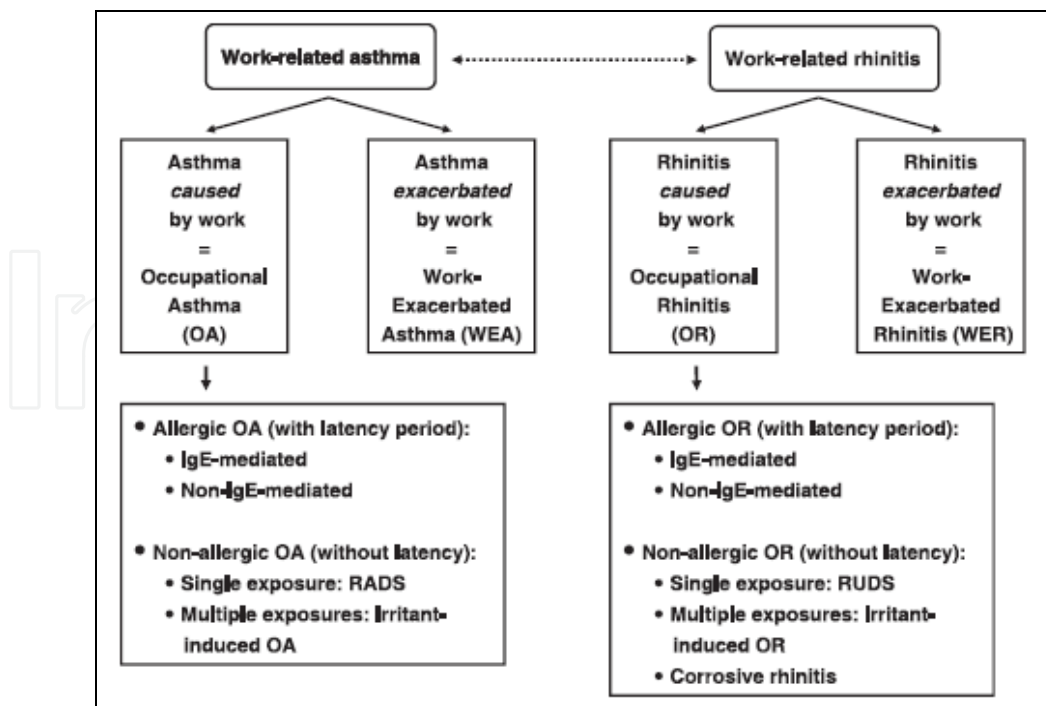 Work-related asthma
Work-related rhinitis
Asthma
caused
by work
=
Occupational
Asthma
(OA)
Asthma
exacerbated
by work
=
Work-
Exacerbated
Asthma (WEA)
Rhinitis
caused
by work
=
Occupational
Rhinitis
(OR)
Rhinitis
exacerbated
by work
=
Work-
Exacerbated
Rhinitis (WER)
• Allergic OA (with latency period):
• IgE-mediated
• Non-IgE-mediated
• Non-allergic OA (without latency):
• Single exposure: RADS
• Multiple exposures: Irritant-
induced OA
• Allergic OR (with latency period):
• IgE-mediated
• Non-IgE-mediated
• Non-allergic OR (without latency):
• Single exposure: RUDS
• Multiple exposures: Irritant-
induced OR
• Corrosive rhinitis